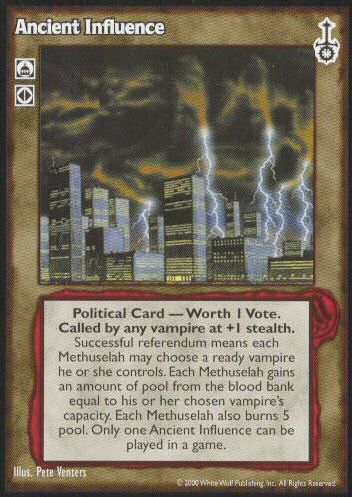 Ancient Influence
Political Card — Worth 1 Vote.
Called by any vampire at +1 stealth.
Successful referendum means each
Methuselah may choose a ready vampire
he or she controls. Each Methuselah gains
an amount of pool from the blood bank
equal to his or her chosen vampire's
capacity. Each Methuselah also burns 5
pool. Only one Ancient Influence can be
played in a game.
Illus. Pete Venters
© 2000 White Wolf Publishing, Inc. All Rights Reserved.